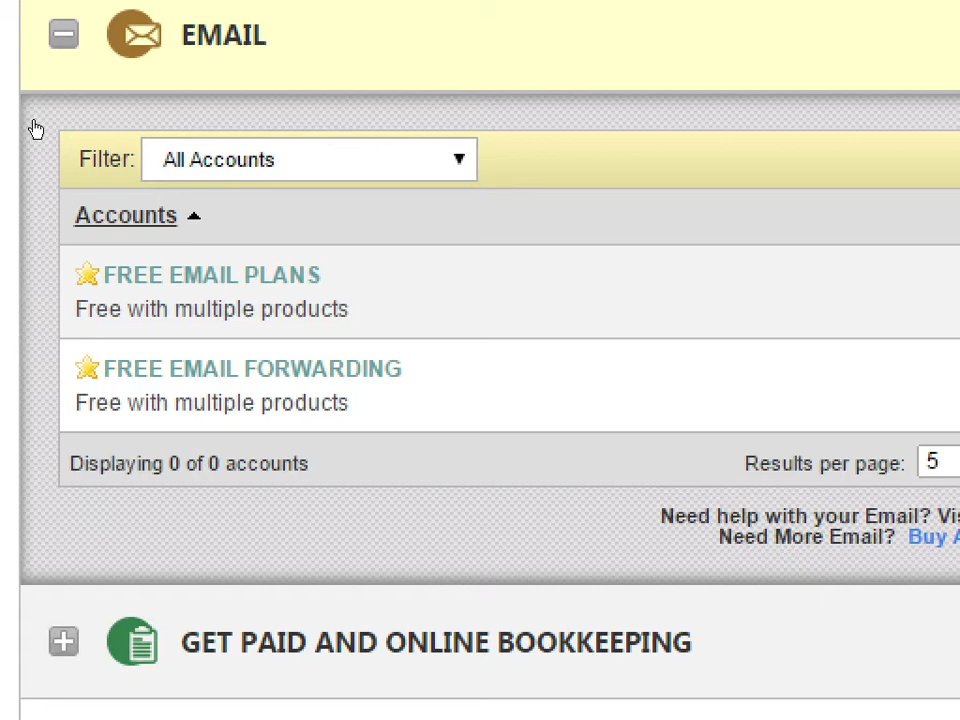 EMAIL
Filter: All Accounts
Accounts
FREE EMAIL PLANS
Free with multiple products
FREE EMAIL FORWARDING
Free with multiple products
Displaying 0 of 0 accounts Results per page: 5
Need help with your Email?
Need More Email? Buy
GET PAID AND ONLINE BOOKKEEPING